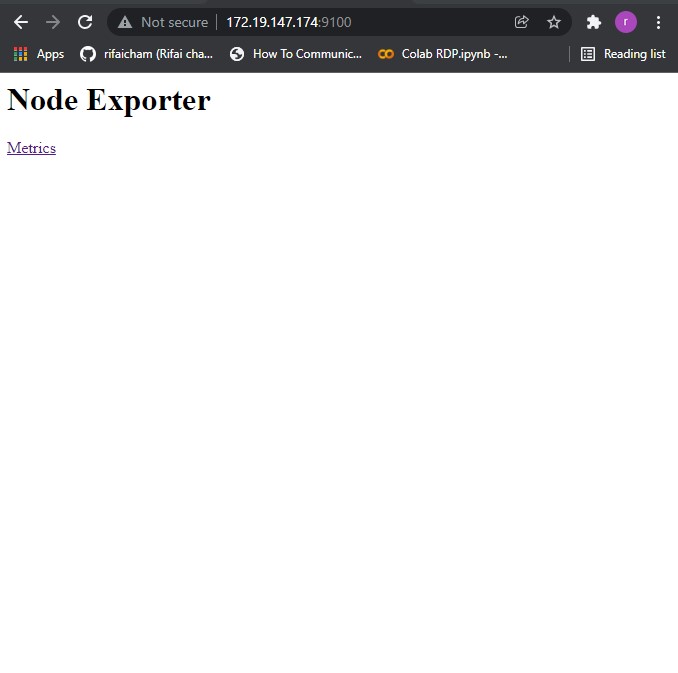 Not secure 172.19.147.174:9100
Apps rifaicham (Rifai cha... How To Communic... Colab RDP.ipynb -... Reading list
Node Exporter
Metrics
r